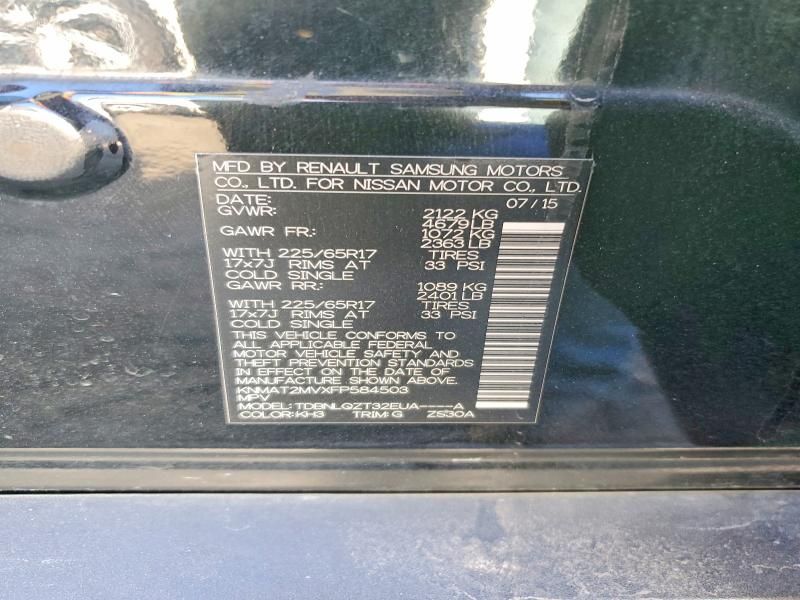 MFD BY RENAULT SAMSUNG MOTORS
CO., LTD. FOR NISSAN MOTOR CO., LTD.
DATE: 07/15
GVWR: 2122 KG
4679LB
GAWR FR: 1072 KG
2363 LB
WITH 225/65R17 TIRES
17x7J RIMS AT 33 PSI
COLD SINGLE
GAWR RR.: 1089 KG
2401 LB
WITH 225/65R17 TIRES
17x7J RIMS AT 33 PSI
COLD SINGLE
THIS VEHICLE CONFORMS TO
ALL APPLICABLE FEDERAL
MOTOR VEHICLE SAFETY AND
THEFT PREVENTION STANDARDS
IN EFFECT ON THE DATE OF
MANUFACTURE SHOWN ABOVE.
KNMAT2MVXFP584503
MPV
MODEL: TDBNLQZT32EUA----A
COLOR: KH3 TRIM: G ZS30A